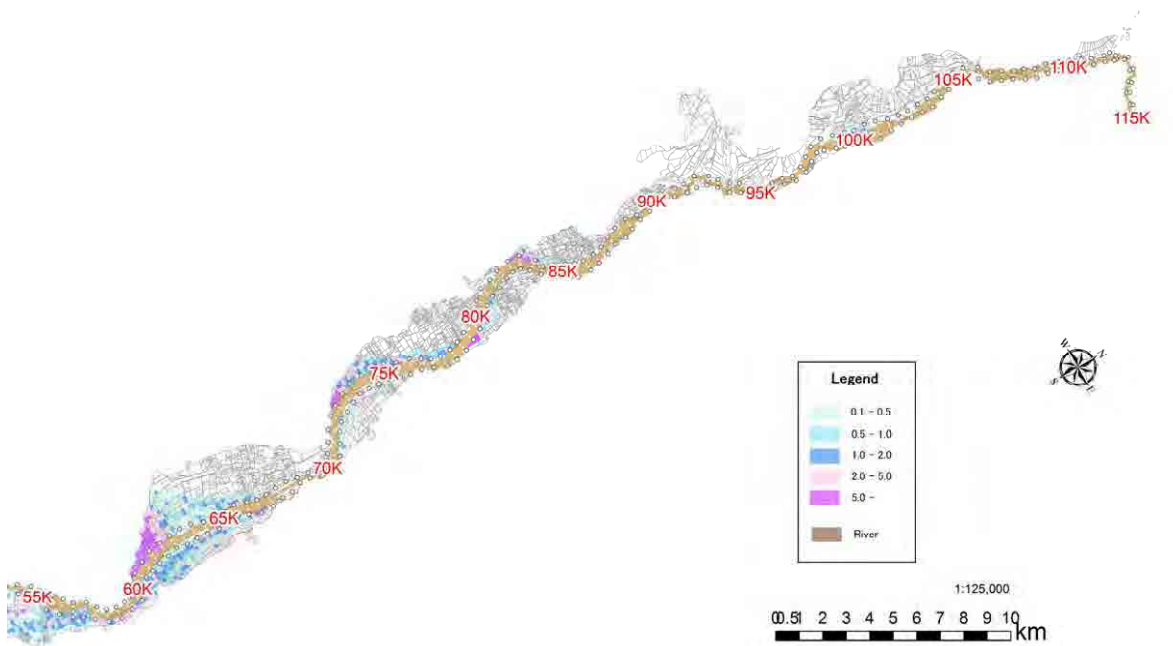 110K
105K
115K
100K
95K
90K
85K
80K
75K
70K
65K
60K
55K
W
N
S
E
Legend
0.1 - 0.5
0.5 - 1.0
1.0 - 2.0
2.0 - 5.0
5.0 -
River
1:125,000
0 0.5 1 2 3 4 5 6 7 8 9 10
km